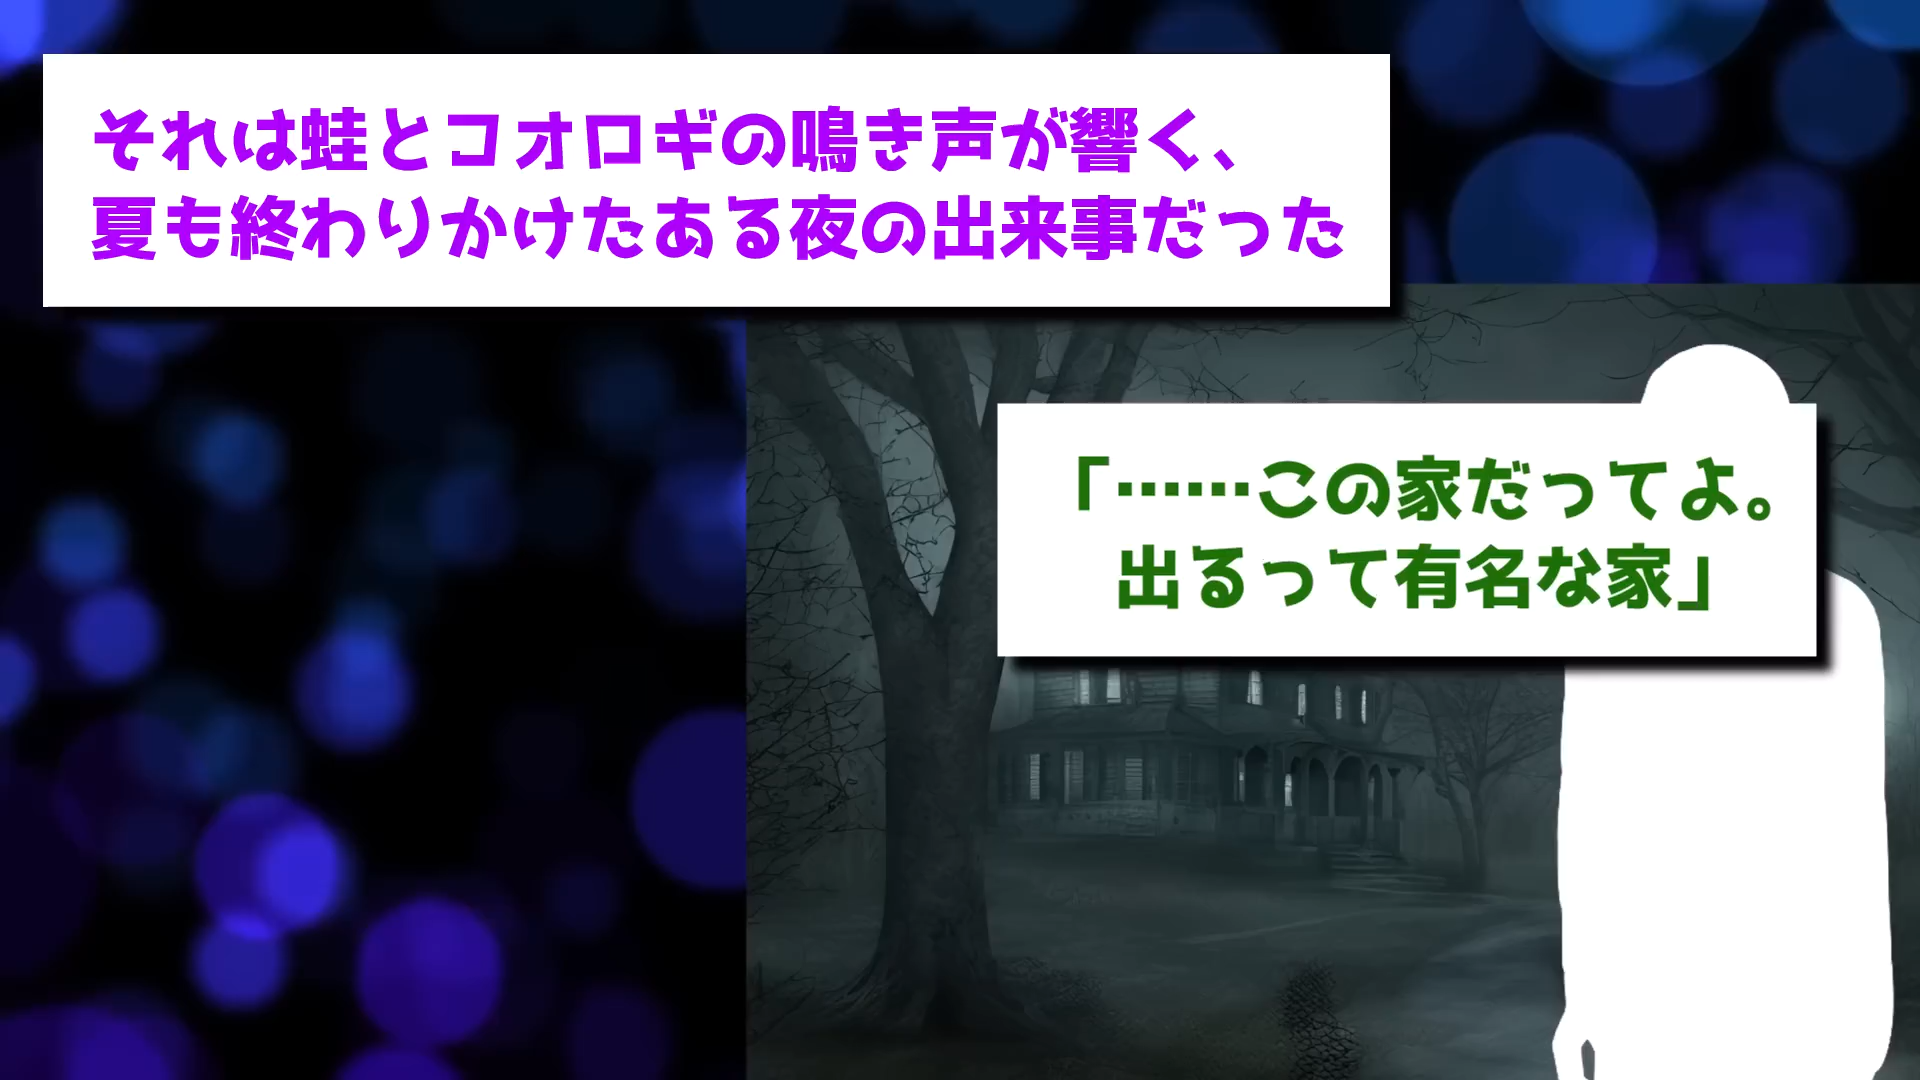 それは蛙とコオロギの鳴き声が響く、
夏も終わりかけたある夜の出来事だった
「……この家だってよ。
出るって有名な家」